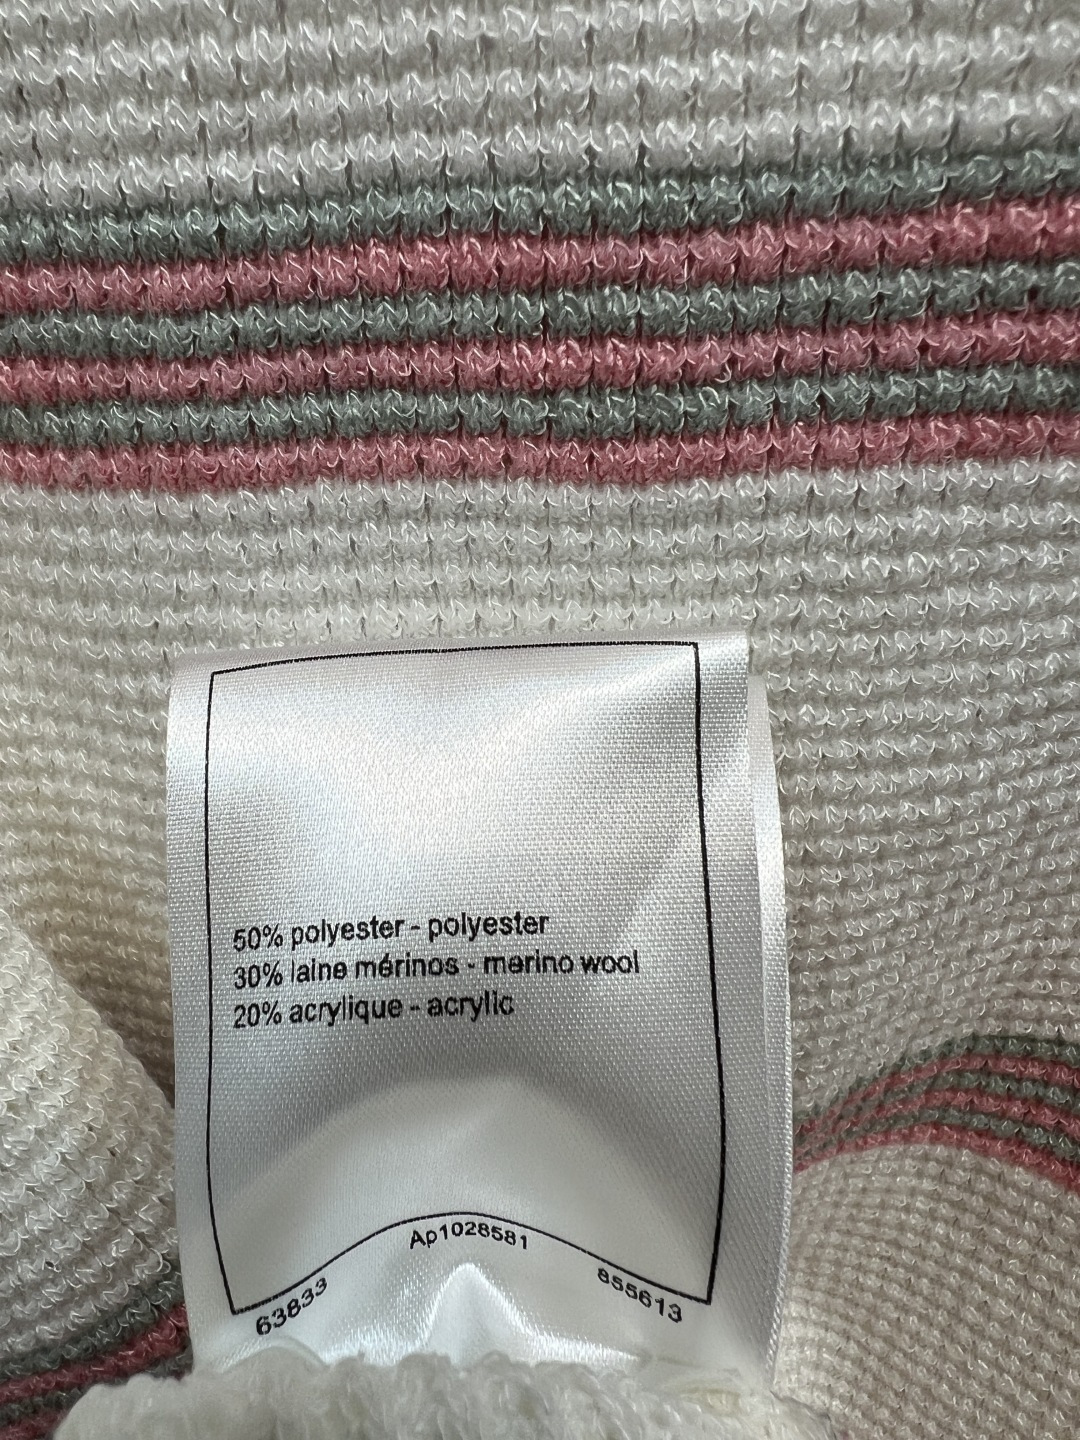 50% polyester - polyester
30% laine mérinos - merino wool
20% acrylique - acrylic
Ap1028581
63833
855613